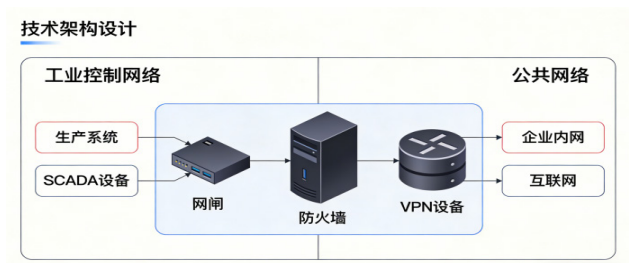 技术架构设计
工业控制网络
公共网络
生产系统
企业内网
SCADA设备
互联网
网闸
防火墙
VPN设备